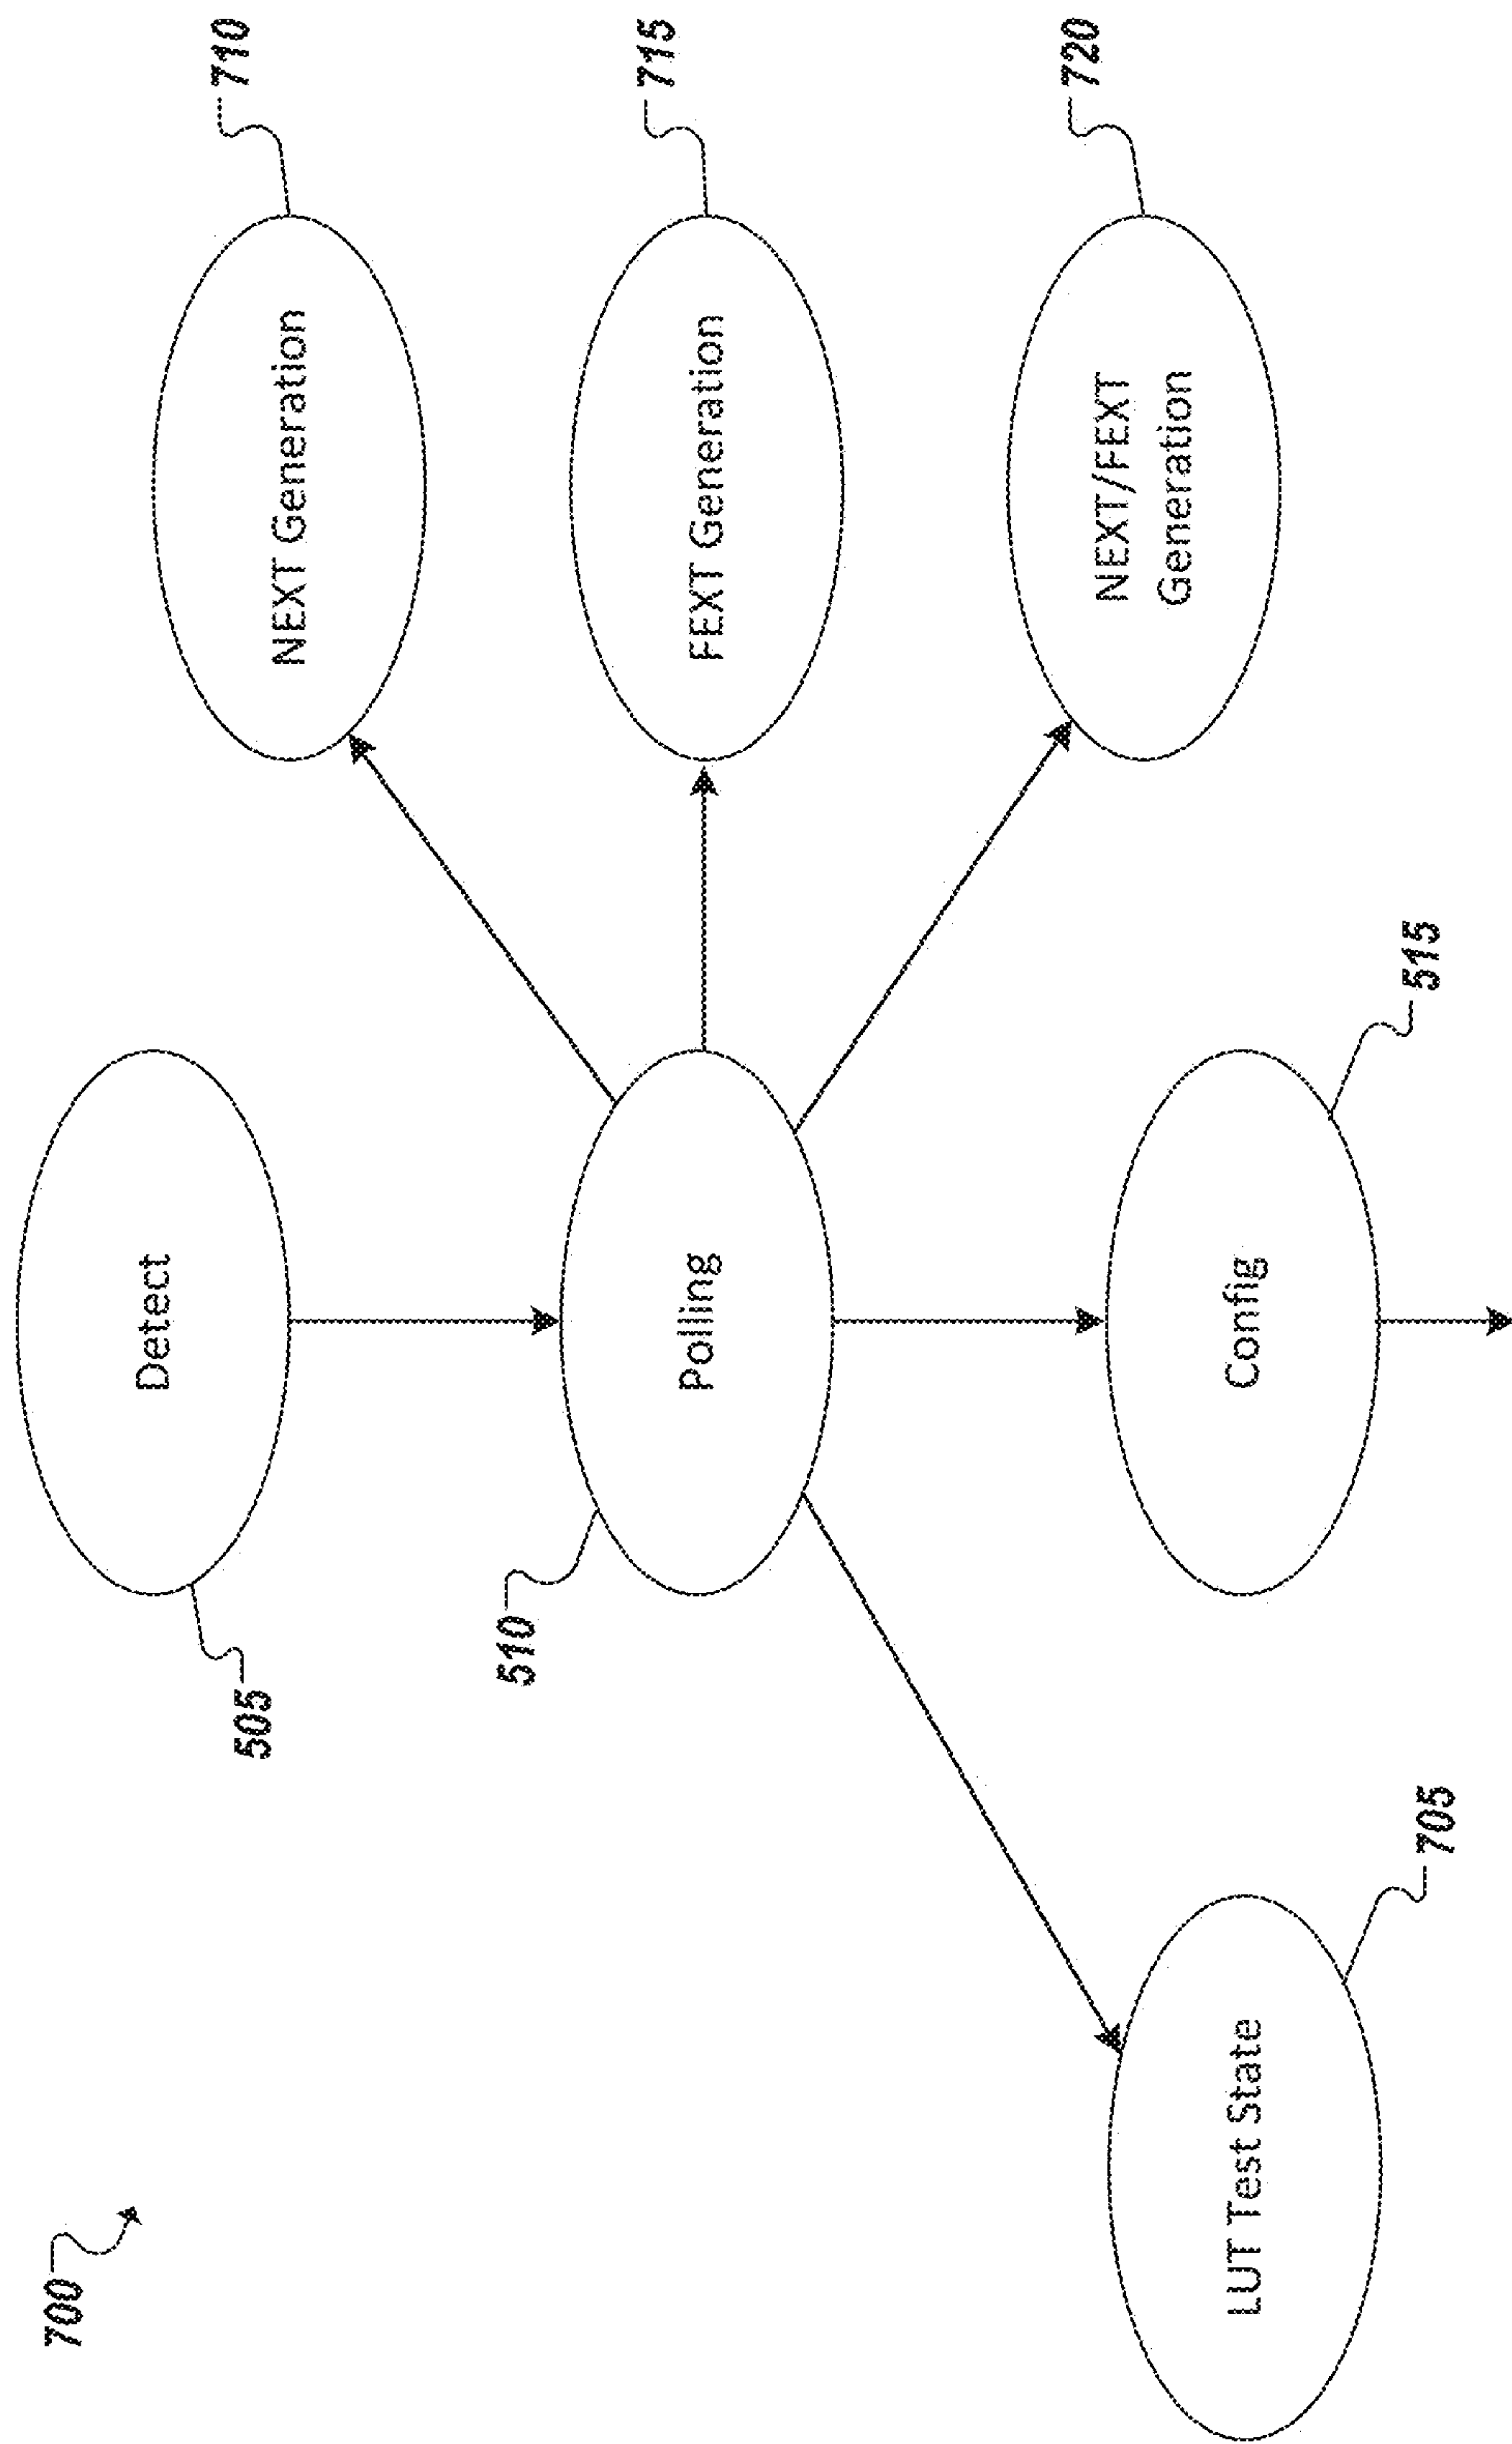 700
Detect
505
NEXT Generation
710
510
Polling
FEXT Generation
715
LUT Test State
705
Config
515
NEXT/FEXT
Generation
720